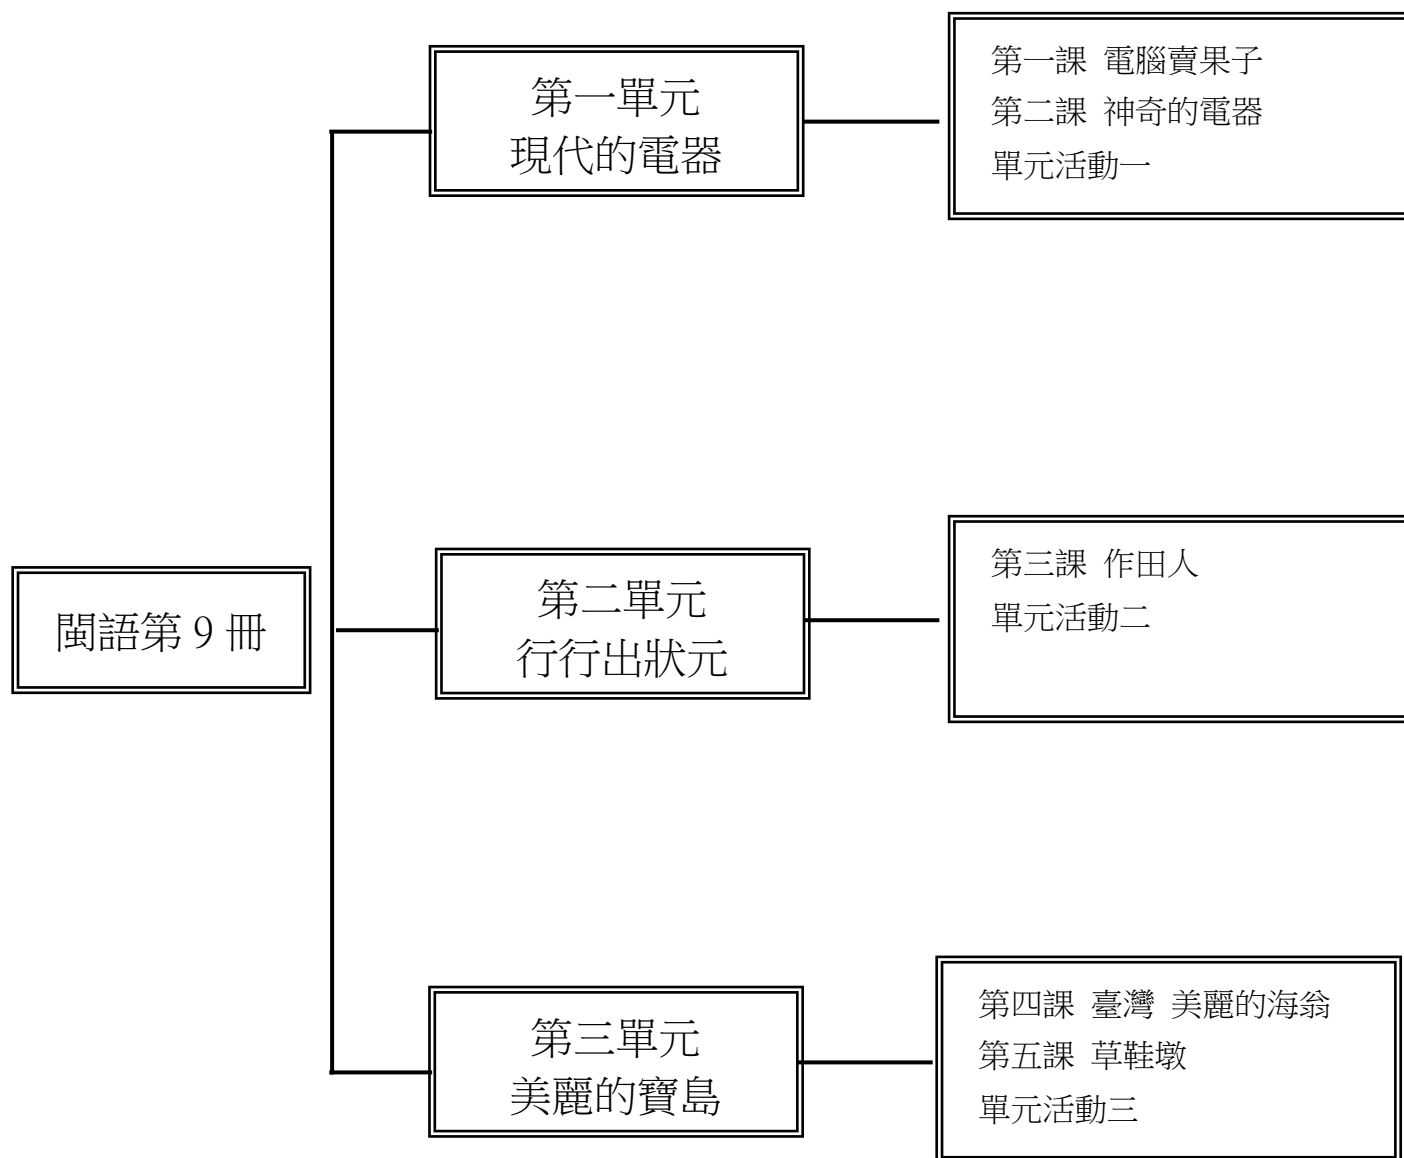 閩語第 9 冊
第一單元
現代的電器
第一課 電腦賣果子
第二課 神奇的電器
單元活動一
第二單元
行行出狀元
第三課 作田人
單元活動二
第三單元
美麗的寶島
第四課 臺灣 美麗的海翁
第五課 草鞋墩
單元活動三